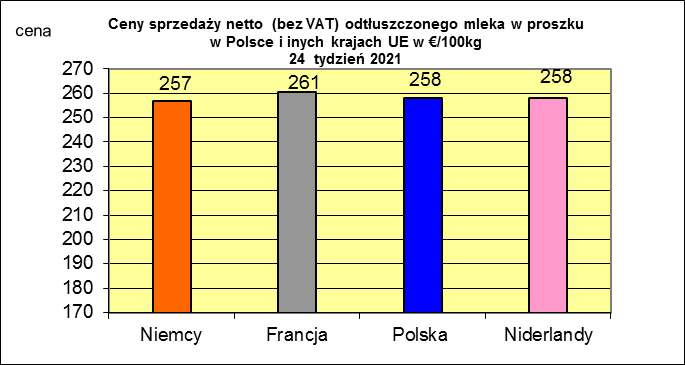 Ceny sprzedaży netto (bez VAT) odtłuszczonego mleka w proszku
cena
w Polsce i inych krajach UE w €/100kg
24 tydzień 2021
270
260
250
240
230
220
210
200
190
180
170
257
261
258
258
Niemcy
Francja
Polska
Niderlandy